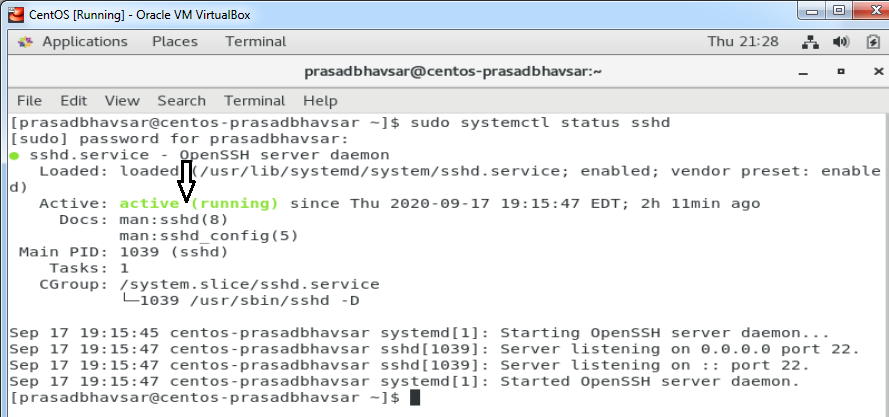 CentOS [Running] - Oracle VM VirtualBox
Applications Places Terminal Thu 21:28
prasadbhavsar@centos-prasadbhavsar:~
File Edit View Search Terminal Help
[prasadbhavsar@centos-prasadbhavsar ~]$ sudo systemctl status sshd
[sudo] password for prasadbhavsar:
● sshd.service - OpenSSH server daemon
Loaded: loaded (/usr/lib/systemd/system/sshd.service; enabled; vendor preset: enable
d)
Active: active (running) since Thu 2020-09-17 19:15:47 EDT; 2h 11min ago
Docs: man:sshd(8)
man:sshd_config(5)
Main PID: 1039 (sshd)
Tasks: 1
CGroup: /system.slice/sshd.service
└─1039 /usr/sbin/sshd -D
Sep 17 19:15:45 centos-prasadbhavsar systemd[1]: Starting OpenSSH server daemon...
Sep 17 19:15:47 centos-prasadbhavsar sshd[1039]: Server listening on 0.0.0.0 port 22.
Sep 17 19:15:47 centos-prasadbhavsar sshd[1039]: Server listening on :: port 22.
Sep 17 19:15:47 centos-prasadbhavsar systemd[1]: Started OpenSSH server daemon.
[prasadbhavsar@centos-prasadbhavsar ~]$